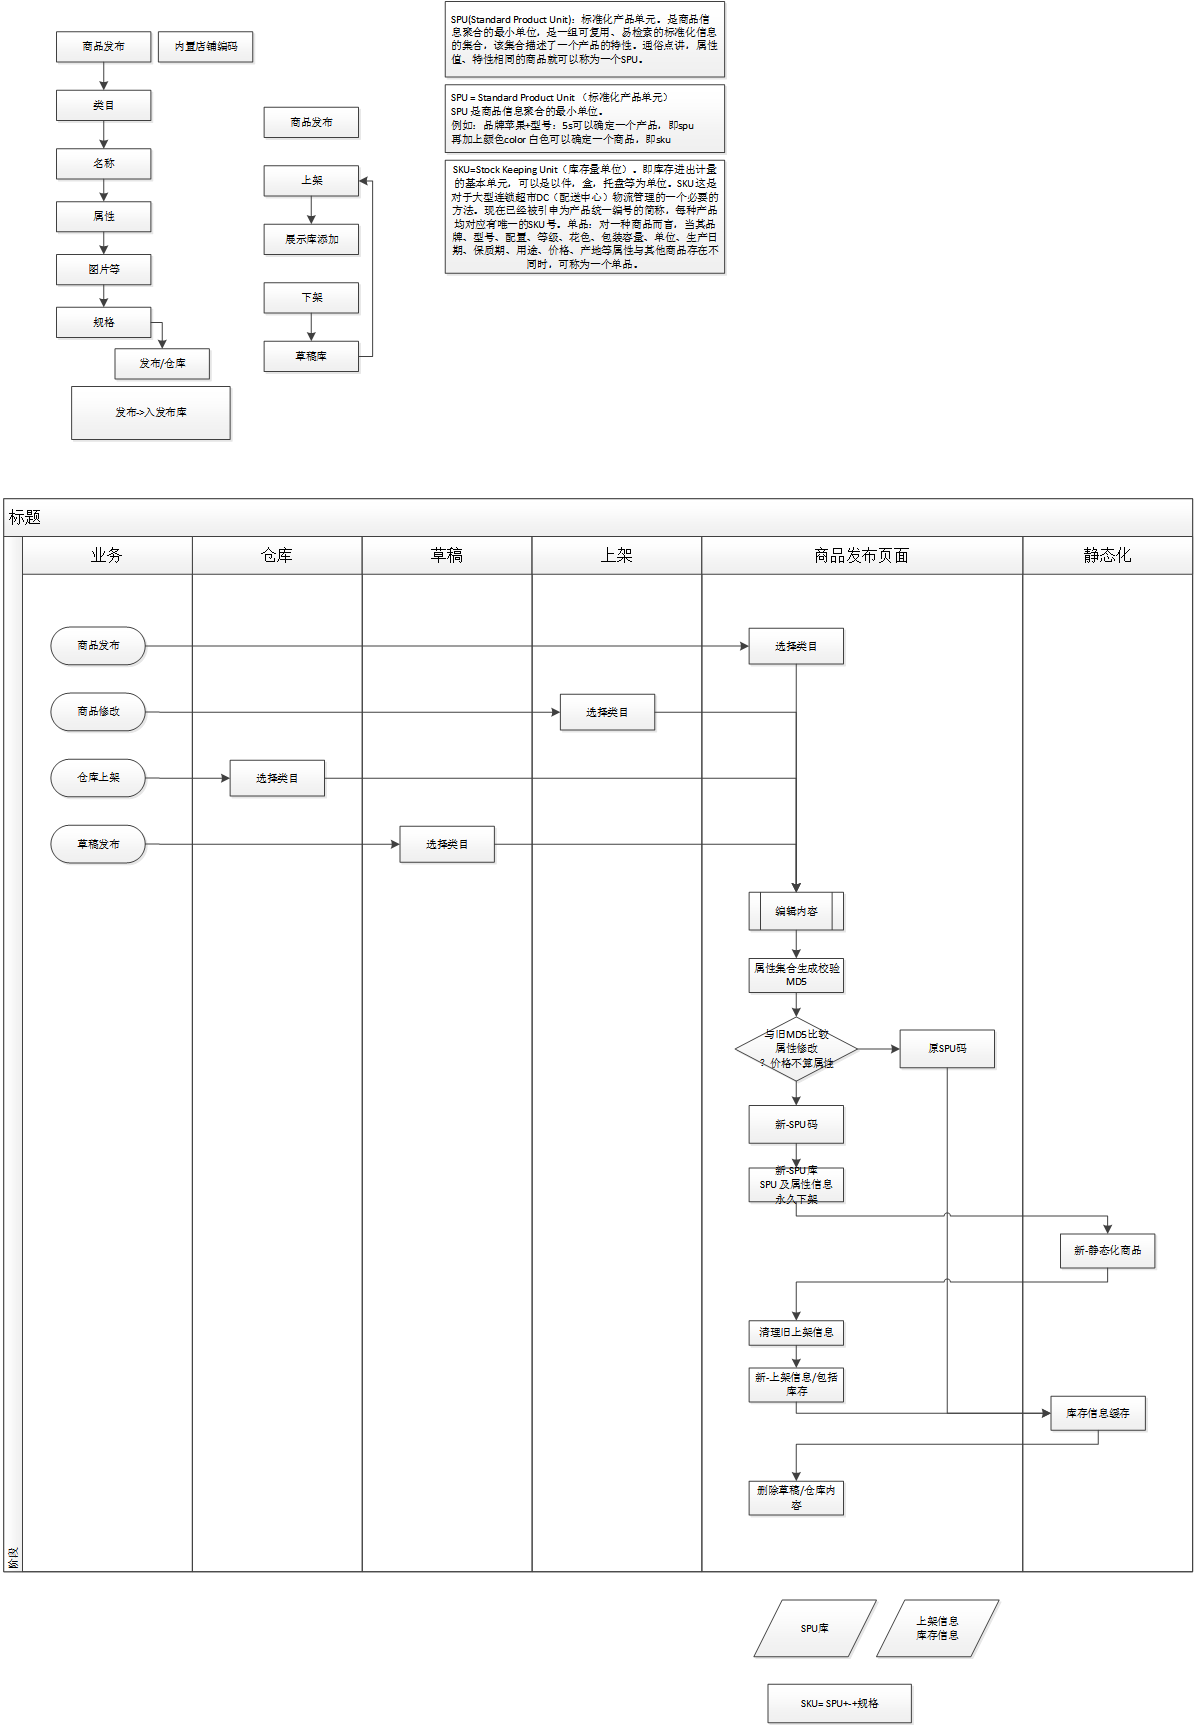 商品发布
内置店铺编码
类目
名称
属性
图片等
规格
发布/仓库
发布->入发布库
商品发布
上架
展示库添加
下架
草稿库
SPU(Standard Product Unit)：标准化产品单元。是商品信
息聚合的最小单位，是一组可复用、易检索的标准化信息
的集合，该集合描述了一个产品的特性。通俗点讲，属性
值、特性相同的商品就可以称为一个SPU。
SPU = Standard Product Unit （标准化产品单元）
SPU 是商品信息聚合的最小单位。
例如：品牌苹果+型号：5s可以确定一个产品，即spu
再加上颜色color 白色可以确定一个商品，即sku
SKU=Stock Keeping Unit（库存量单位）。即库存进出计量
的基本单元，可以是以件，盒，托盘等为单位。SKU这是
对于大型连锁超市DC（配送中心）物流管理的一个必要的
方法。现在已经被引申为产品统一编号的简称，每种产品
均对应有唯一的SKU号。单品：对一种商品而言，当其品
牌、型号、配置、等级、花色、包装容量、单位、生产日
期、保质期、用途、价格、产地等属性与其他商品存在不
同时，可称为一个单品。
标题
业务
仓库
草稿
上架
商品发布页面
静态化
商品发布
选择类目
商品修改
选择类目
仓库上架
选择类目
草稿发布
选择类目
编辑内容
属性集合生成校验
MD5
与旧MD5比较
属性修改
？价格不算属性
原SPU码
新-SPU码
新-SPU库
SPU 及属性信息
永久下架
新-静态化商品
清理旧上架信息
新-上架信息/包括
库存
库存信息缓存
删除草稿/仓库内
容
阶段
SPU库
上架信息
库存信息
SKU= SPU+-+规格